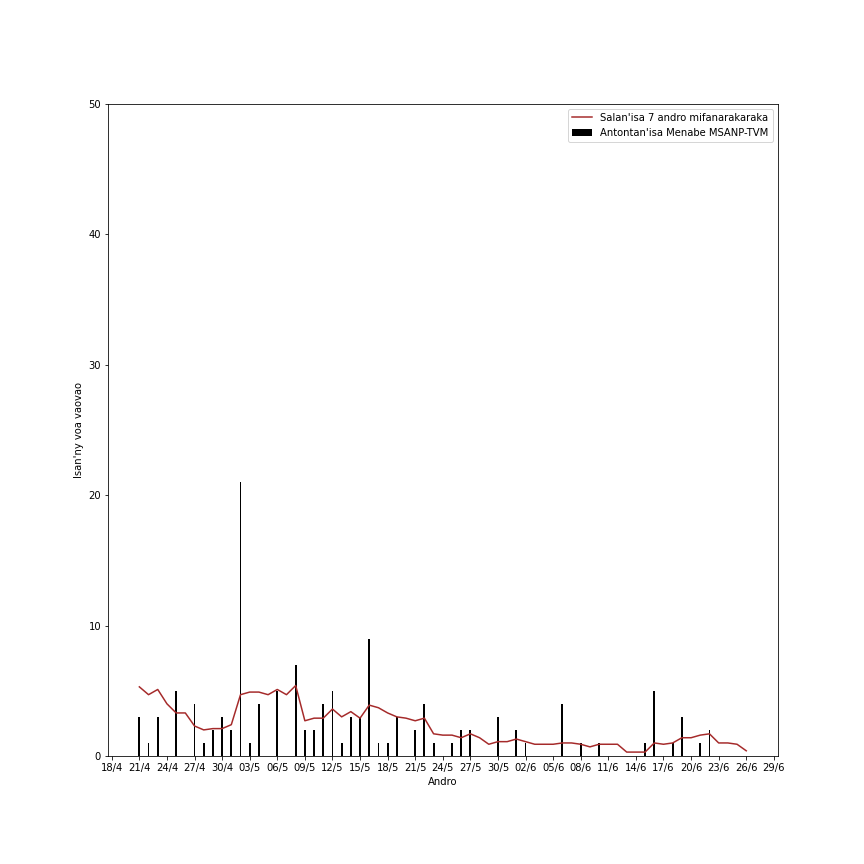 50
Salan'isa 7 andro mifanarakaraka
Antontan'isa Menabe MSANP-TVM
40
30
Isan'ny voa vaovao
20
10
0
18/4 21/4 24/4 27/4 30/4 03/5 06/5 09/5 12/5 15/5 18/5 21/5 24/5 27/5 30/5 02/6 05/6 08/6 11/6 14/6 17/6 20/6 23/6 26/6 29/6
Andro